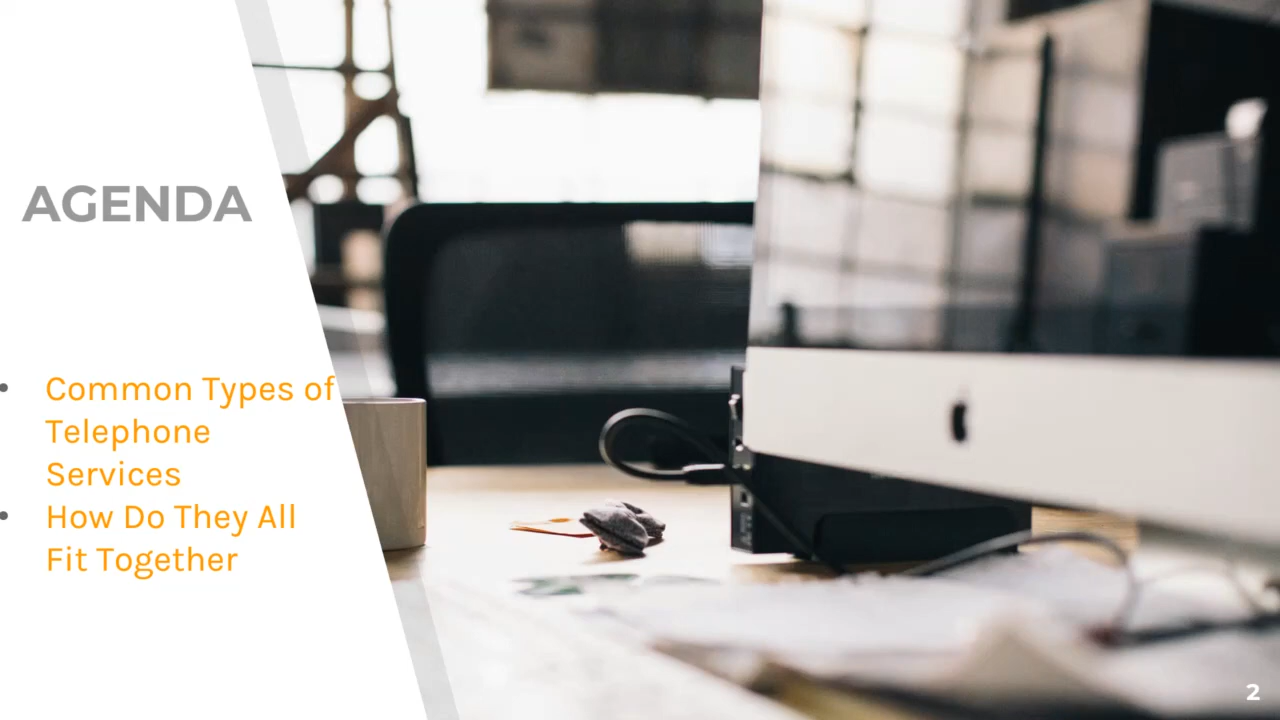 AGENDA
• Common Types of
Telephone
Services
• How Do They All
Fit Together
2